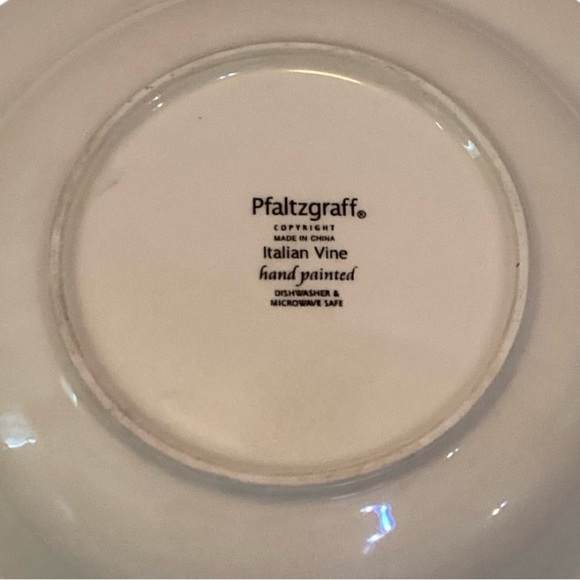 Pfaltzgraff®
COPYRIGHT
MADE IN CHINA
Italian Vine
hand painted
DISHWASHER &
MICROWAVE SAFE